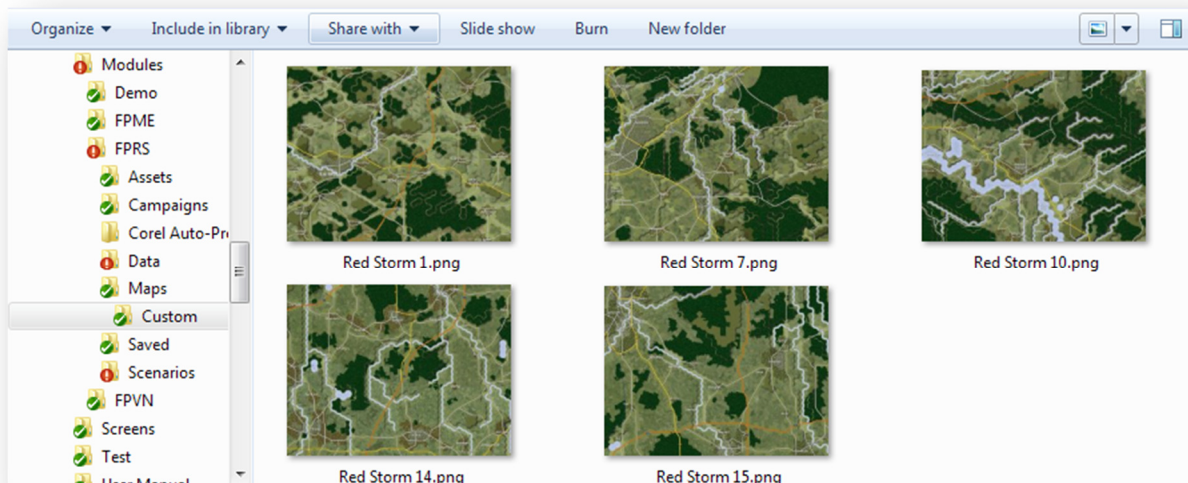 Organize
Include in library
Share with
Slide show
Burn
New folder
Modules
Demo
FPME
FPRS
Assets
Campaigns
Corel Auto-Pr
Data
Maps
Custom
Saved
Scenarios
FPVN
Screens
Test
User Manual
Red Storm 1.png
Red Storm 7.png
Red Storm 10.png
Red Storm 14.png
Red Storm 15.png